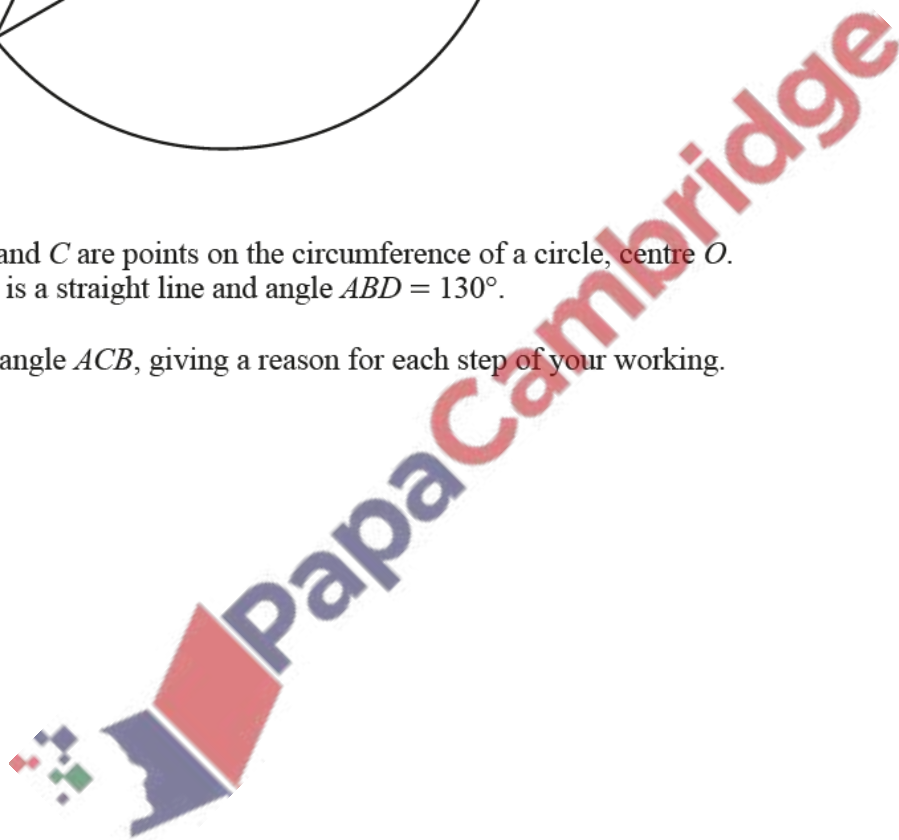 and C are points on the circumference of a circle, centre O.
is a straight line and angle ABD = 130°.
angle ACB, giving a reason for each step of your working.
PapaCambridge